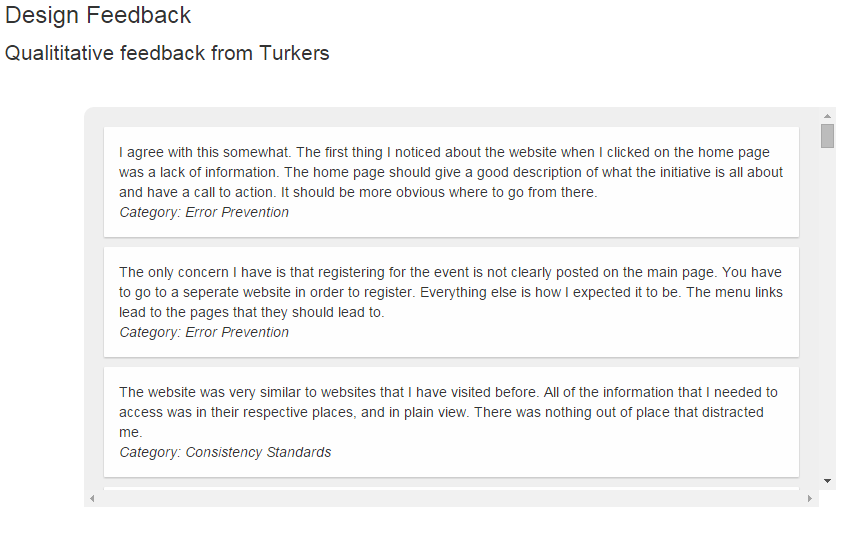 Design Feedback
Qualititative feedback from Turkers
I agree with this somewhat. The first thing I noticed about the website when I clicked on the home page
was a lack of information. The home page should give a good description of what the initiative is all about
and have a call to action. It should be more obvious where to go from there.
Category: Error Prevention
The only concern I have is that registering for the event is not clearly posted on the main page. You have
to go to a seperate website in order to register. Everything else is how I expected it to be. The menu links
lead to the pages that they should lead to.
Category: Error Prevention
The website was very similar to websites that I have visited before. All of the information that I needed to
access was in their respective places, and in plain view. There was nothing out of place that distracted
me.
Category: Consistency Standards